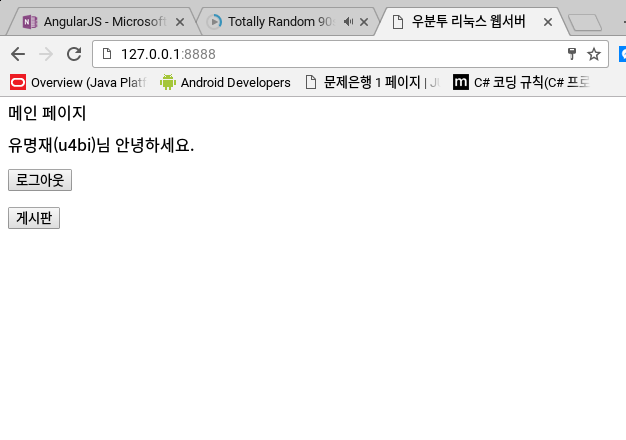 AngularJS - Microsoft
Totally Random 90s
우분투 리눅스 웹서버
127.0.0.1:8888
Overview (Java Platf
Android Developers
문제은행 1 페이지 | JU
C# 코딩 규칙(C# 프로
메인 페이지
유명재(u4bi)님 안녕하세요.
로그아웃
게시판